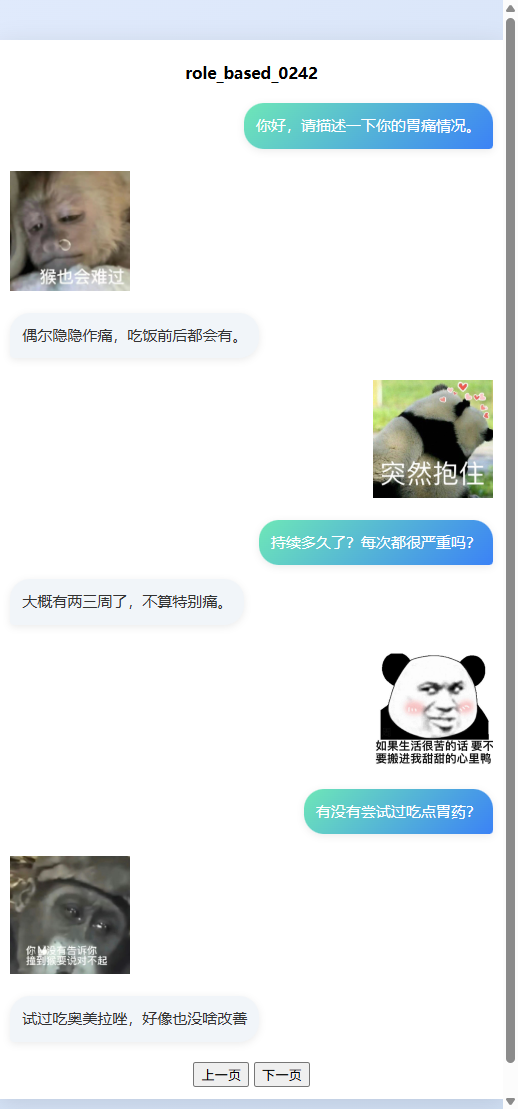 role_based_0242
你好，请描述一下你的胃痛情况。
猴也会难过
偶尔隐隐作痛，吃饭前后都会有。
突然抱住
持续多久了？每次都很严重吗？
大概有两三周了，不算特别痛。
如果生活很苦的话 要不
要搬进我甜甜的心里鸭
有没有尝试过吃点胃药？
你M没有告诉你
撞到猴要说对不起
试过吃奥美拉唑，好像也没啥改善
上一页 下一页